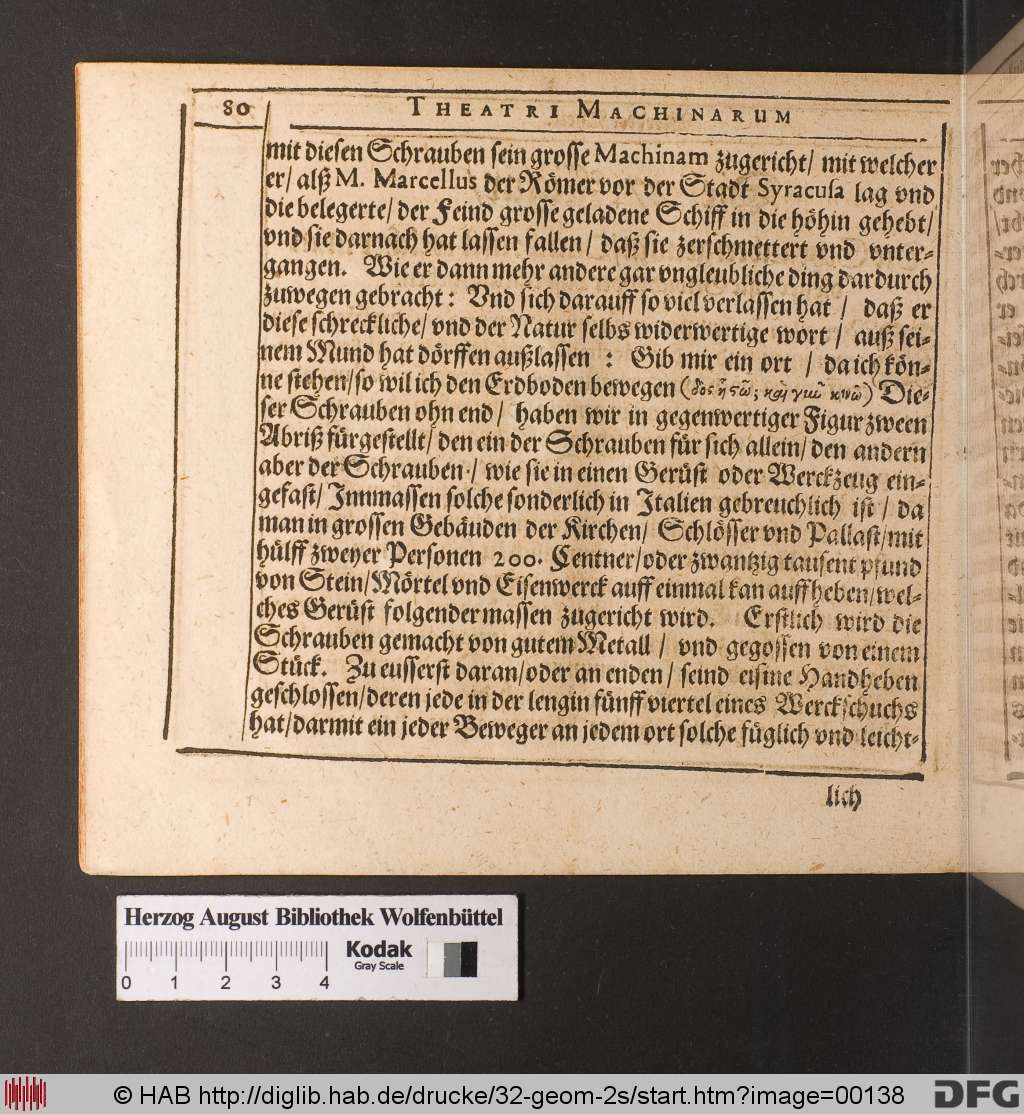 80 THEATRI MACHINARUM
mit diesen Schrauben sein grosse Machinam zugericht/ mit welcher
er/ alß M. Marcellus der Römer vor der Stadt Syracusa lag vnd
die belegerte/ der Feind grosse geladene Schiff in die höhin gehebt/
vnd sie darnach hat lassen fallen/ daß sie zerschmettert vnd vnter-
gangen. Wie er dann mehr andere gar vngleubliche ding dardurch
zuwegen gebracht: Vnd sich darauff so viel verlassen hat / daß er
diese schreckliche/ vnd der Natur selbs widerwertige wort / auß sei-
nem Mund hat dörffen außlassen : Gib mir ein ort / da ich kön-
ne stehen/ so wil ich den Erdboden bewegen ( Die-
ser Schrauben ohn end/ haben wir in gegenwertiger Figur zween
Abriß fürgestellt/ den ein der Schrauben für sich allein/ den andern
aber der Schrauben / wie sie in einen Gerüst oder Werckzeug ein-
gefast/ Inmmassen solche sonderlich in Italien gebreuchlich ist / da
man in grossen Gebäuden der Kirchen/ Schlösser vnd Pallast/ mit
hülff zweyer Personen 200. Centner/ oder zwantzig tausent pfund
von Stein/ Mörtel vnd Eisenwerck auff einmal kan auffheben/ wel-
ches Gerüst folgender massen zugericht wird. Erstlich wird die
Schrauben gemacht von gutem Metall / vnd gegossen von einem
Stück. Zu eusserst daran/ oder an enden / seind eisine Handheben
geschlossen/ deren jede in der lengin fünff viertel eines Werckschuchs
hat/ darmit ein jeder Beweger an jedem ort solche füglich vnd leicht-
lich
Herzog August Bibliothek Wolfenbüttel
Kodak
Gray Scale
0 1 2 3 4
© HAB http://diglib.hab.de/drucke/32-geom-2s/start.htm?image=00138
DFG